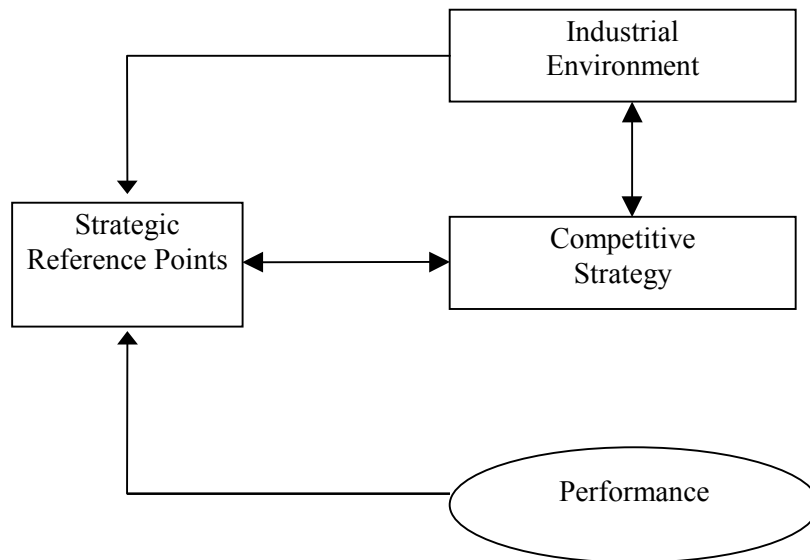 Industrial
Environment
Strategic
Reference Points
Competitive
Strategy
Performance